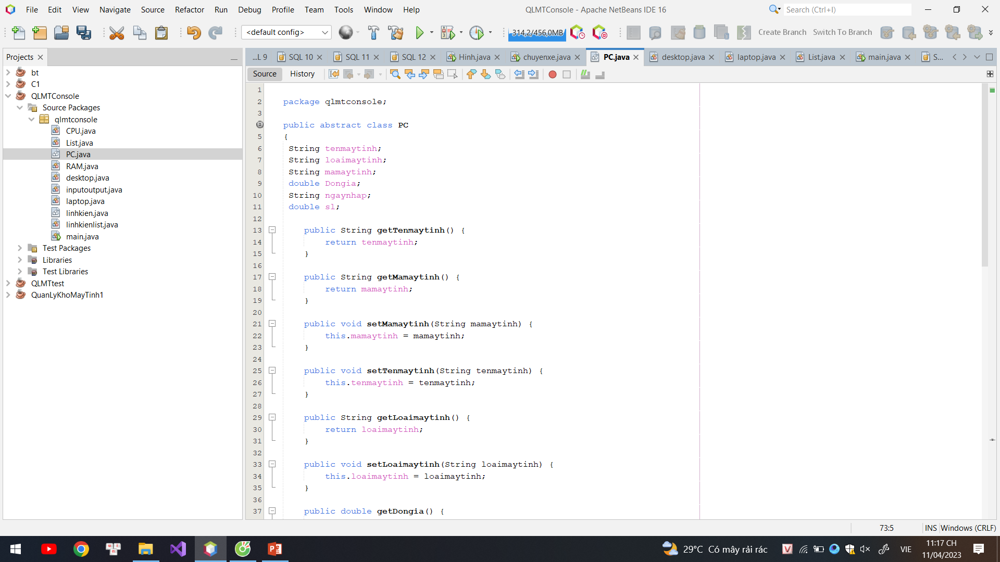 File Edit View Navigate Source Refactor Run Debug Profile Team Tools Window Help QLMTConsole - Apache NetBeans IDE 16 Search (Ctrl+I)
<default config> 314,2/456,0MB Create Branch Switch To Branch
Projects
...L 9 SQL 10 SQL 11 SQL 12 Hinh.java chuyenxe.java PC.java desktop.java laptop.java List.java main.java S...
Source History
bt
C1
QLMTConsole
Source Packages
qlmtconsole
CPU.java
List.java
PC.java
RAM.java
desktop.java
inputoutput.java
laptop.java
linhkien.java
linhkienlist.java
main.java
Test Packages
Libraries
Test Libraries
QLMTtest
QuanLyKhoMayTinh1
1
2 package qlmtconsole;
3
public abstract class PC
5 {
6 String tenmaytinh;
7 String loaimaytinh;
8 String mamaytinh;
9 double Dongia;
10 String ngaynhap;
11 double sl;
12
13 public String getTenmaytinh() {
14 return tenmaytinh;
15 }
16
17 public String getMamaytinh() {
18 return mamaytinh;
19 }
20
21 public void setMamaytinh(String mamaytinh) {
22 this.mamaytinh = mamaytinh;
23 }
24
25 public void setTenmaytinh(String tenmaytinh) {
26 this.tenmaytinh = tenmaytinh;
27 }
28
29 public String getLoaimaytinh() {
30 return loaimaytinh;
31 }
32
33 public void setLoaimaytinh(String loaimaytinh) {
34 this.loaimaytinh = loaimaytinh;
35 }
36
37 public double getDongia() {
73:5 INS Windows (CRLF)
29°C Có mây rải rác VIE 11:17 CH
11/04/2023